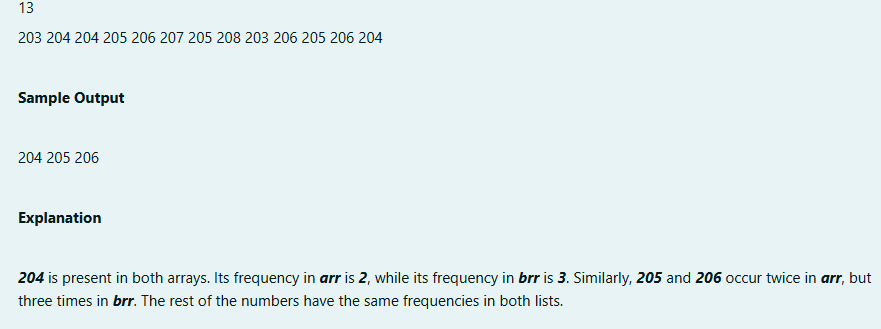 13
203 204 204 205 206 207 205 208 203 206 205 206 204
Sample Output
204 205 206
Explanation
204 is present in both arrays. Its frequency in arr is 2, while its frequency in brr is 3. Similarly, 205 and 206 occur twice in arr, but
three times in brr. The rest of the numbers have the same frequencies in both lists.